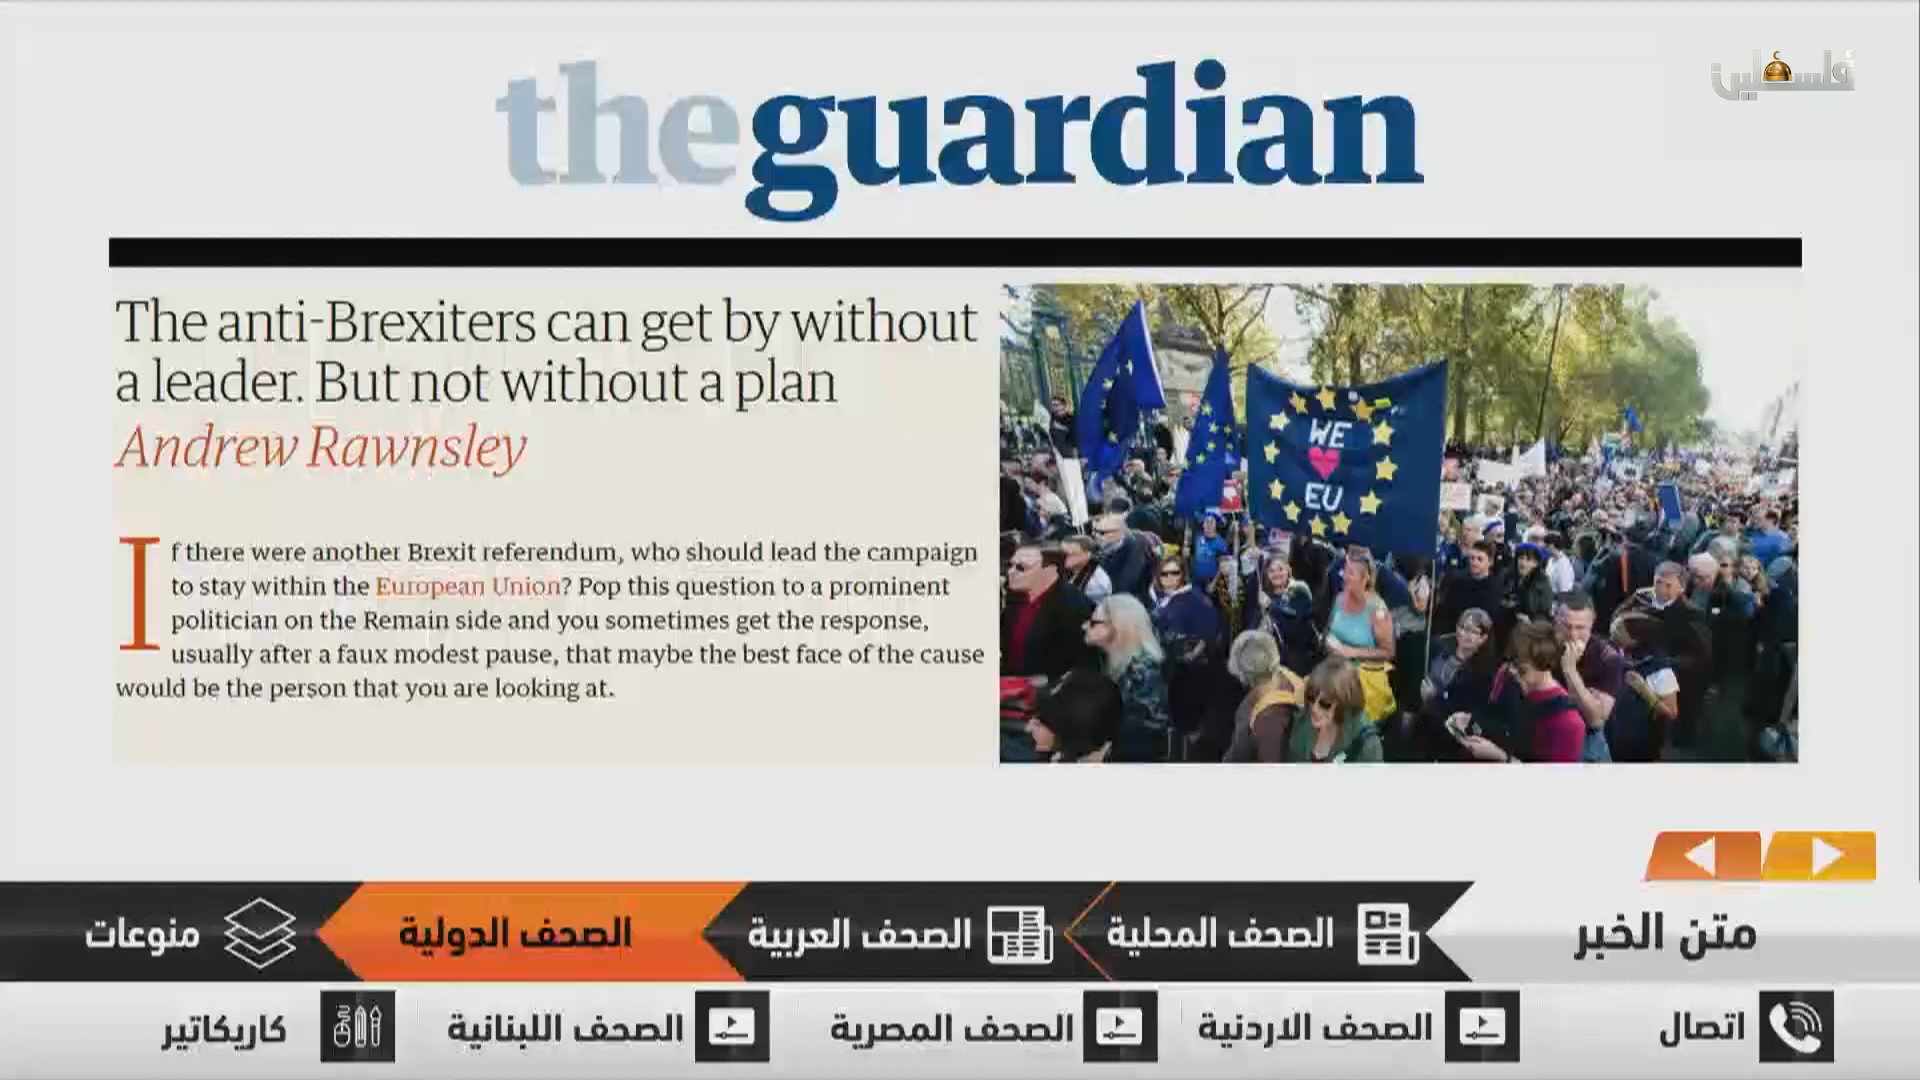 theguardian
فلسطين
The anti-Brexiters can get by without
a leader. But not without a plan
Andrew Rawnsley
If there were another Brexit referendum, who should lead the campaign
to stay within the European Union? Pop this question to a prominent
politician on the Remain side and you sometimes get the response,
usually after a faux modest pause, that maybe the best face of the cause
would be the person that you are looking at.
WE
EU
متن الخبر
الصحف المحلية
الصحف العربية
الصحف الدولية
منوعات
اتصال
الصحف الاردنية
الصحف المصرية
الصحف اللبنانية
كاريكاتير